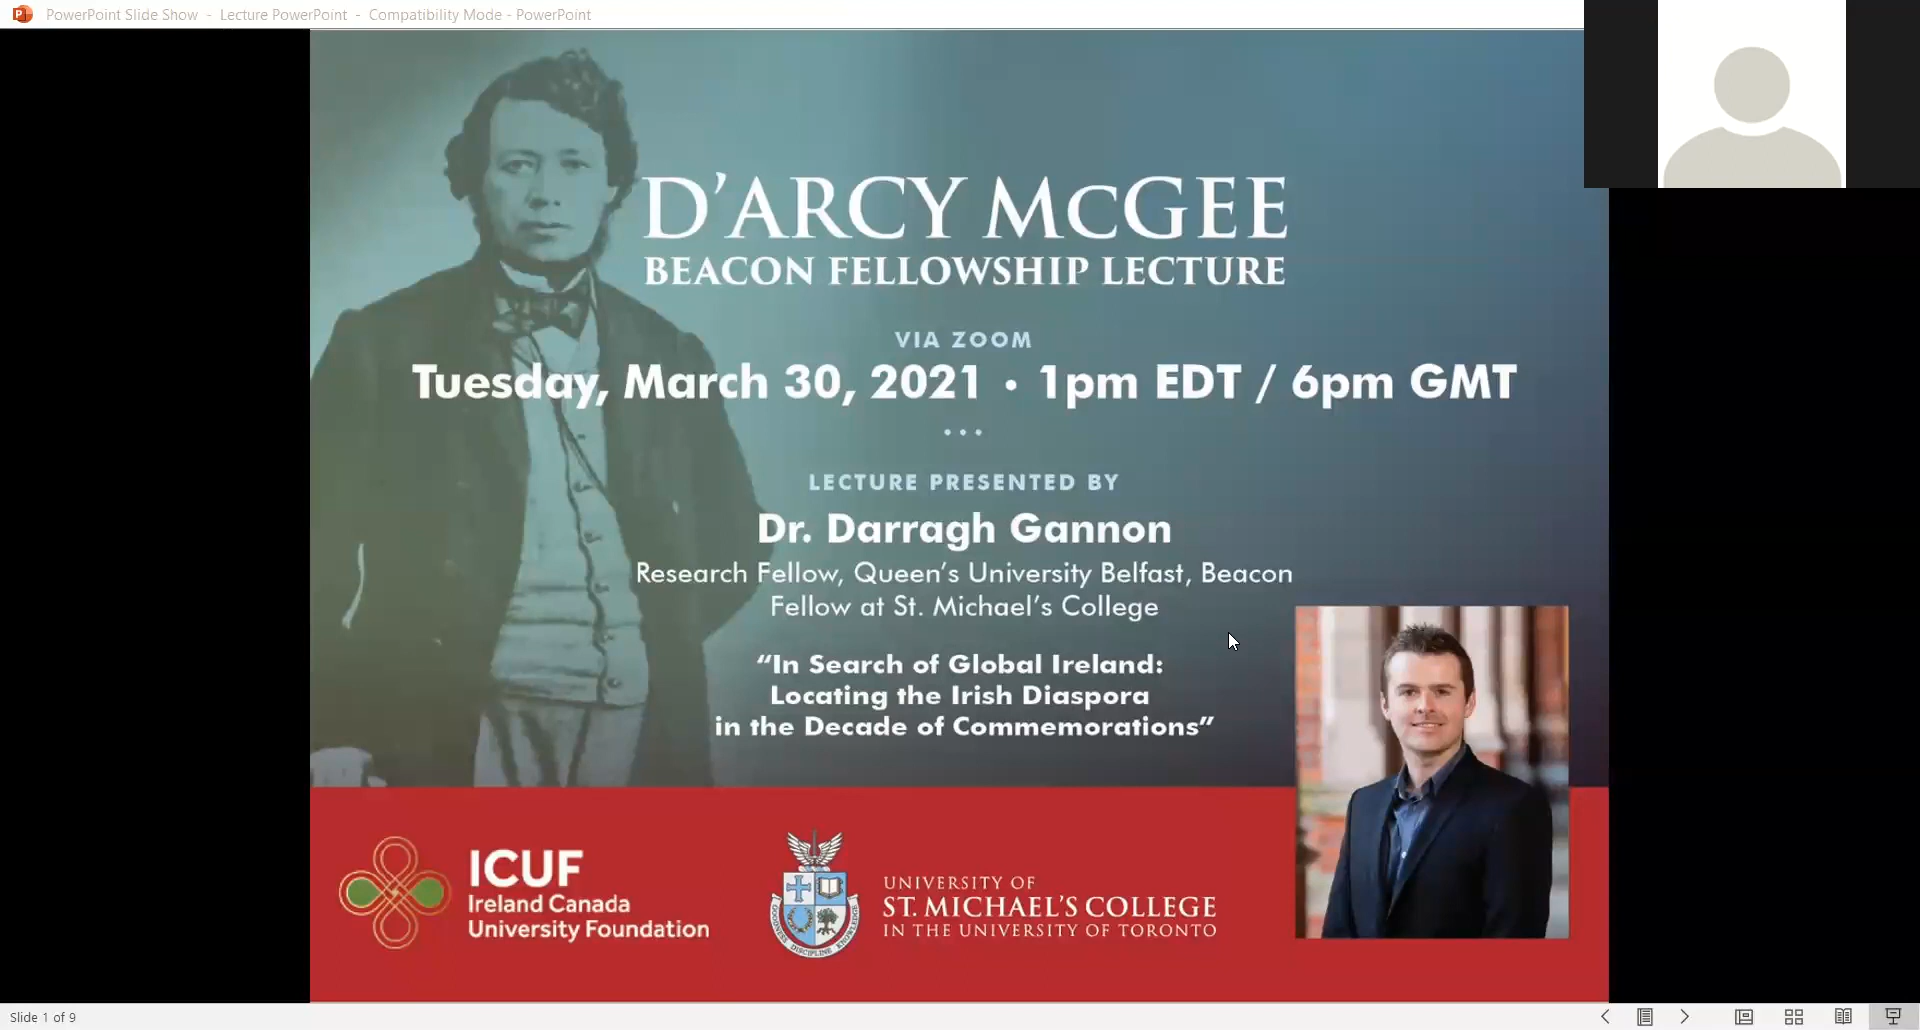 PowerPoint Slide Show - Lecture PowerPoint - Compatibility Mode - PowerPoint
D'ARCY McGEE
BEACON FELLOWSHIP LECTURE
VIA ZOOM
Tuesday, March 30, 2021 • 1pm EDT / 6pm GMT
•••
LECTURE PRESENTED BY
Dr. Darragh Gannon
Research Fellow, Queen's University Belfast, Beacon
Fellow at St. Michael's College
“In Search of Global Ireland:
Locating the Irish Diaspora
in the Decade of Commemorations”
ICUF
Ireland Canada
University Foundation
GOODNESS DISCIPLINE KNOWLEDGE
UNIVERSITY OF
ST. MICHAEL'S COLLEGE
IN THE UNIVERSITY OF TORONTO
Slide 1 of 9